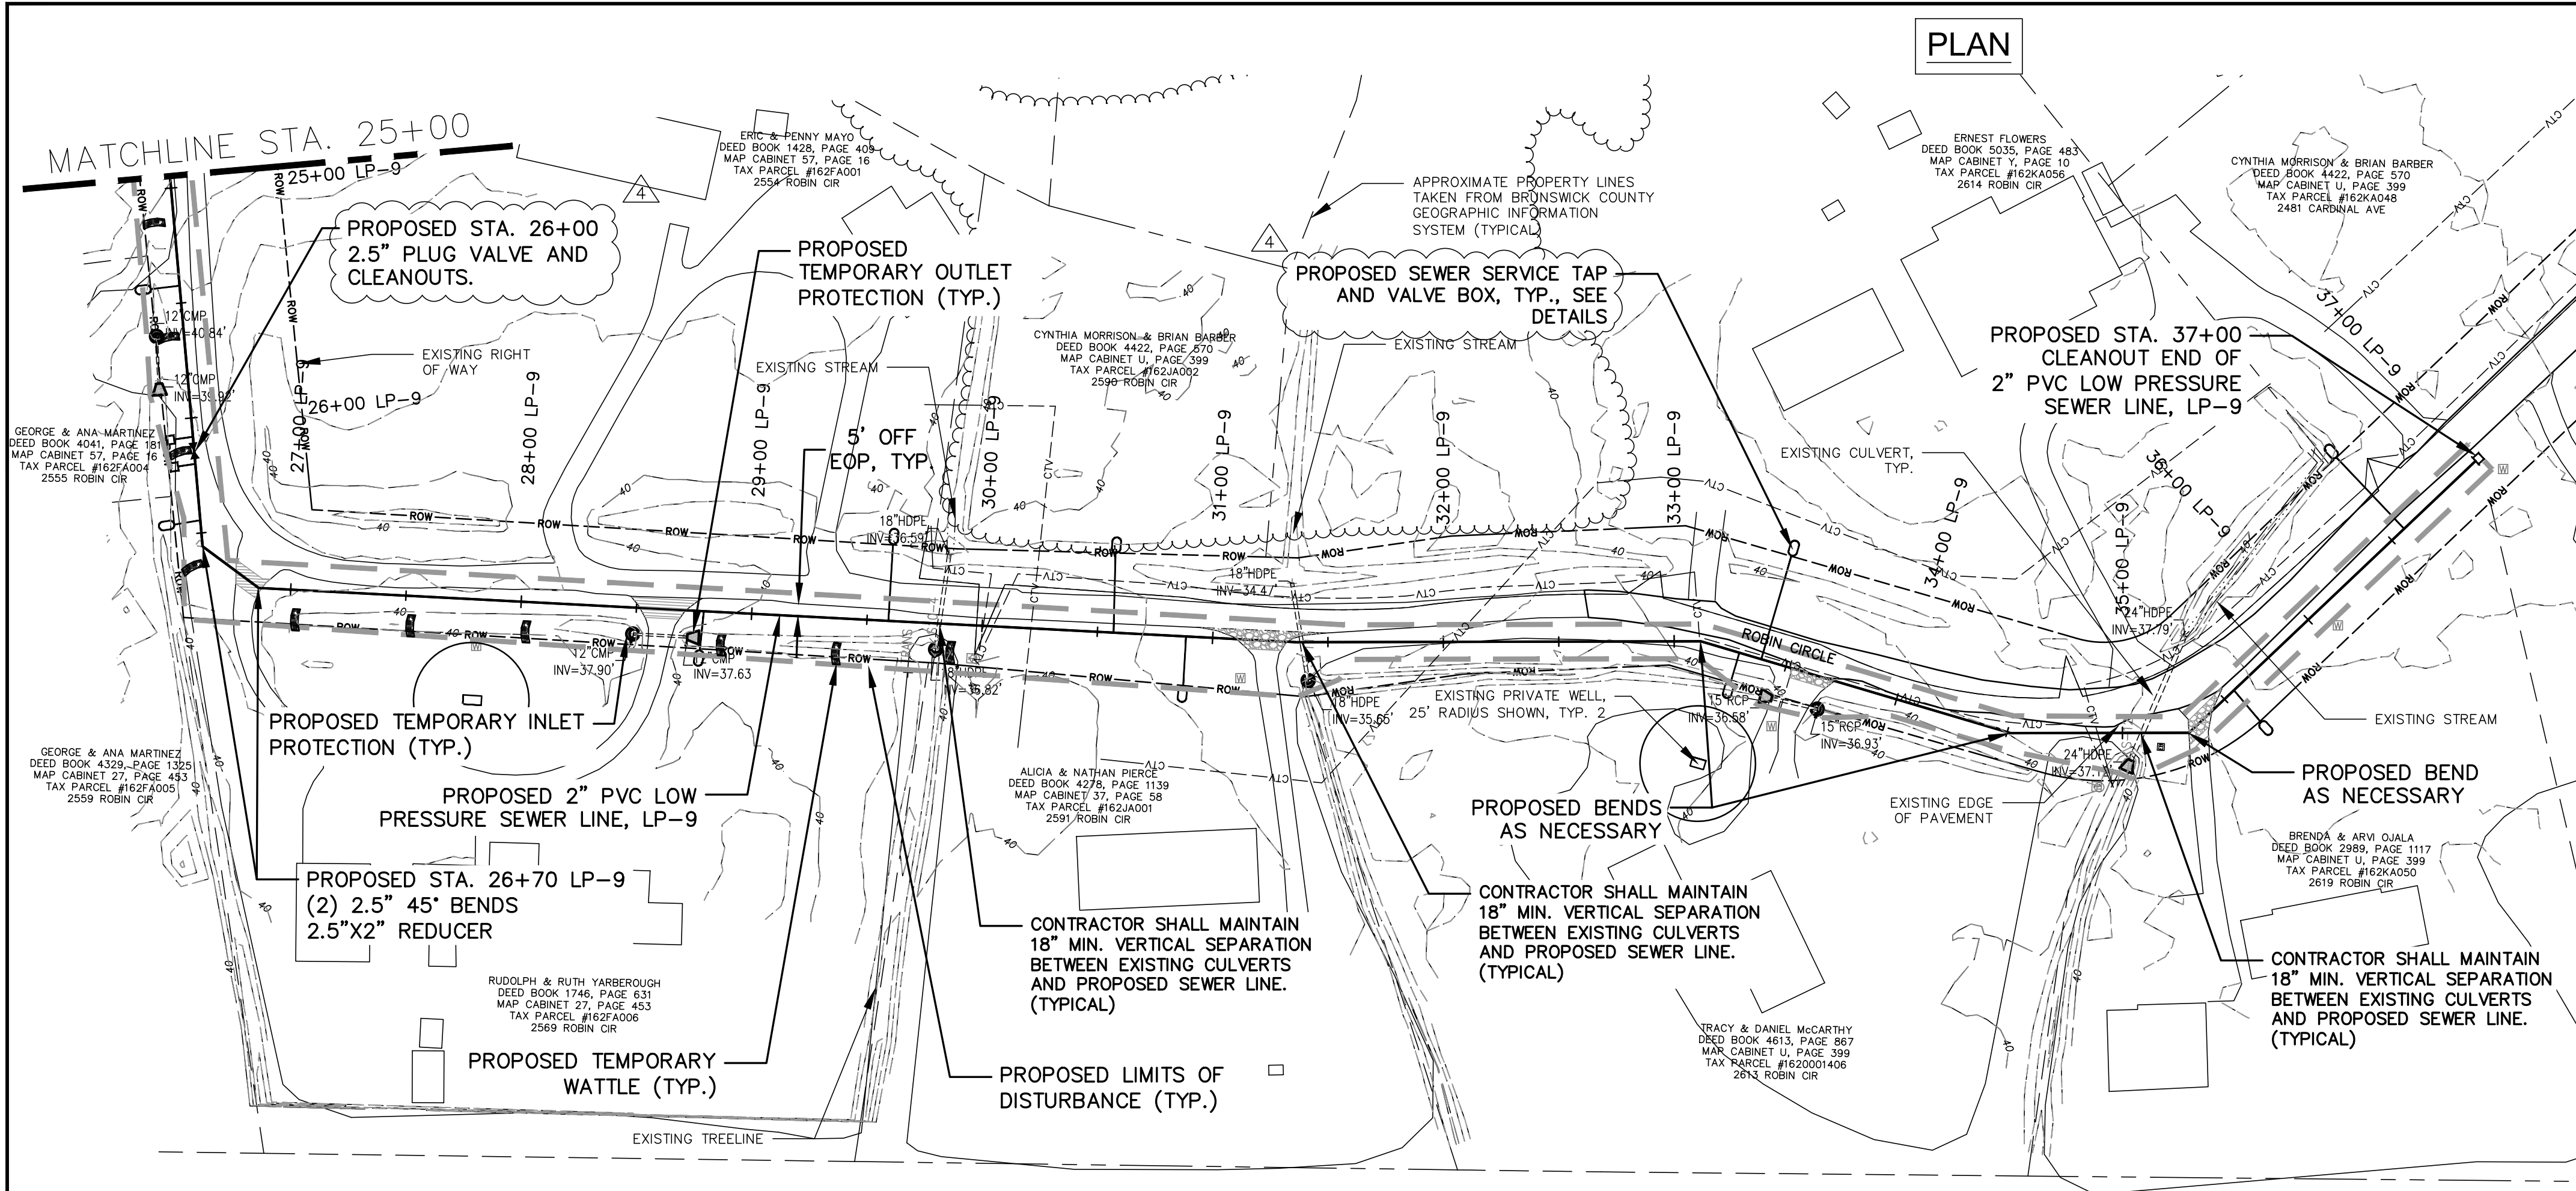 PLAN
MATCHLINE STA. 25+00
25+00 LP-9
26+00 LP-9
27+00 LP-9
28+00 LP-9
29+00 LP-9
30+00 LP-9
31+00 LP-9
32+00 LP-9
33+00 LP-9
34+00 LP-9
35+00 LP-9
36+00 LP-9
37+00 LP-9
4
PROPOSED STA. 26+00
2.5" PLUG VALVE AND
CLEANOUTS.
ERIC & PENNY MAYO
DEED BOOK 1428, PAGE 409
MAP CABINET 57, PAGE 16
TAX PARCEL #162FA001
2554 ROBIN CIR
PROPOSED
TEMPORARY OUTLET
PROTECTION (TYP.)
4
APPROXIMATE PROPERTY LINES
TAKEN FROM BRUNSWICK COUNTY
GEOGRAPHIC INFORMATION
SYSTEM (TYPICAL)
PROPOSED SEWER SERVICE TAP
AND VALVE BOX, TYP., SEE
DETAILS
ERNEST FLOWERS
DEED BOOK 5035, PAGE 483
MAP CABINET Y, PAGE 10
TAX PARCEL #162KA056
2614 ROBIN CIR
CYNTHIA MORRISON & BRIAN BARBER
DEED BOOK 4422, PAGE 570
MAP CABINET U, PAGE 399
TAX PARCEL #162KA048
2481 CARDINAL AVE
PROPOSED STA. 37+00
CLEANOUT END OF
2" PVC LOW PRESSURE
SEWER LINE, LP-9
EXISTING RIGHT
OF WAY
EXISTING STREAM
CYNTHIA MORRISON & BRIAN BARBER
DEED BOOK 4422, PAGE 570
MAP CABINET U, PAGE 399
TAX PARCEL #162JA002
2590 ROBIN CIR
EXISTING STREAM
EXISTING CULVERT,
TYP.
12"CMP
INV=40.84'
12"CMP
INV=39.92'
GEORGE & ANA MARTINEZ
DEED BOOK 4041, PAGE 181
MAP CABINET 57, PAGE 16
TAX PARCEL #162FA004
2555 ROBIN CIR
5' OFF
EOP, TYP.
18"HDPE
INV=36.59'
18"HDPE
INV=34.47'
24"HDPE
INV=37.79'
ROBIN CIRCLE
12"CMP
INV=37.90'
INV=37.63
18"HDPE
INV=35.65'
15"RCP
INV=36.58'
15"RCP
INV=36.93'
24"HDPE
EXISTING PRIVATE WELL,
25' RADIUS SHOWN, TYP. 2
EXISTING STREAM
PROPOSED TEMPORARY INLET
PROTECTION (TYP.)
GEORGE & ANA MARTINEZ
DEED BOOK 4329, PAGE 1325
MAP CABINET 27, PAGE 453
TAX PARCEL #162FA005
2559 ROBIN CIR
PROPOSED 2" PVC LOW
PRESSURE SEWER LINE, LP-9
ALICIA & NATHAN PIERCE
DEED BOOK 4278, PAGE 1139
MAP CABINET 37, PAGE 58
TAX PARCEL #162JA001
2591 ROBIN CIR
PROPOSED BENDS
AS NECESSARY
EXISTING EDGE
OF PAVEMENT
PROPOSED BEND
AS NECESSARY
BRENDA & ARVI OJALA
DEED BOOK 2989, PAGE 1117
MAP CABINET U, PAGE 399
TAX PARCEL #162KA050
2619 ROBIN CIR
PROPOSED STA. 26+70 LP-9
(2) 2.5" 45° BENDS
2.5"X2" REDUCER
CONTRACTOR SHALL MAINTAIN
18" MIN. VERTICAL SEPARATION
BETWEEN EXISTING CULVERTS
AND PROPOSED SEWER LINE.
(TYPICAL)
CONTRACTOR SHALL MAINTAIN
18" MIN. VERTICAL SEPARATION
BETWEEN EXISTING CULVERTS
AND PROPOSED SEWER LINE.
(TYPICAL)
CONTRACTOR SHALL MAINTAIN
18" MIN. VERTICAL SEPARATION
BETWEEN EXISTING CULVERTS
AND PROPOSED SEWER LINE.
(TYPICAL)
RUDOLPH & RUTH YARBEROUGH
DEED BOOK 1746, PAGE 631
MAP CABINET 27, PAGE 453
TAX PARCEL #162FA006
2569 ROBIN CIR
TRACY & DANIEL McCARTHY
DEED BOOK 4613, PAGE 867
MAP CABINET U, PAGE 399
TAX PARCEL #1620001406
2613 ROBIN CIR
PROPOSED TEMPORARY
WATTLE (TYP.)
PROPOSED LIMITS OF
DISTURBANCE (TYP.)
EXISTING TREELINE